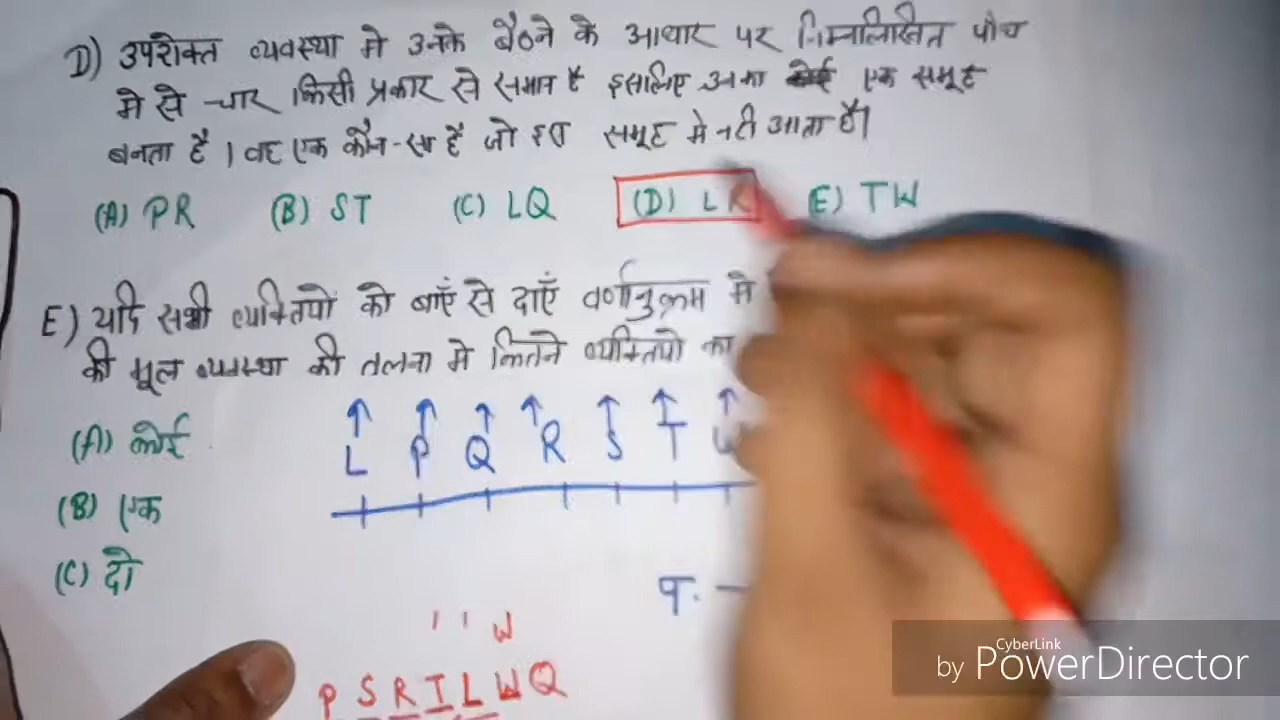 D) उपरोक्त व्यवस्था मे उनके बैठने के आधार पर निम्नलिखित पाँच
मे से चार किसी प्रकार से समान है इसलिए उनका एक समूह
बनता है। वह एक कौन-सा है जो इस समूह मे नही आता है।
(A) PR (B) ST (C) LQ (D) LR (E) TW
E) यदि सभी व्यक्तियों को बाएँ से दाएँ वर्णानुक्रम मे
की मूल व्यवस्था की तुलना मे कितने व्यक्तियो का
(A) कोई
L P Q R S T W
(B) एक
(C) दो
प. -
W
P S R T L W Q
CyberLink
by PowerDirector